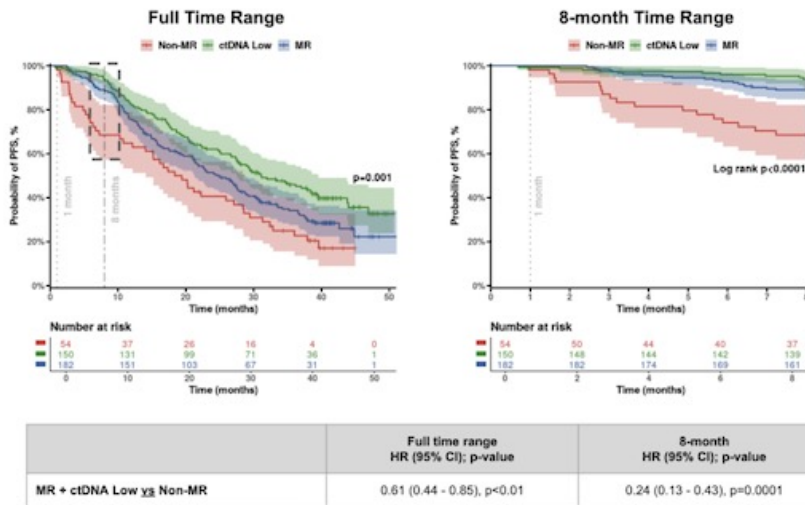 Full Time Range
Non-MR ctDNA Low MR
Probability of PFS, %
100%
80%
60%
40%
20%
0%
1 month
8 months
p=0.001
0 10 20 30 40 50
Time (months)
Number at risk
54 37 26 16 4 0
150 131 99 71 36 1
182 151 103 67 31 1
0 10 20 30 40 50
Time (months)
8-month Time Range
Non-MR ctDNA Low MR
Probability of PFS, %
100%
80%
60%
40%
20%
0%
1 month
Log rank p<0.0001
0 1 2 3 4 5 6 7 8
Time (months)
Number at risk
54 50 44 40 37
150 148 144 142 139
182 182 174 169 161
0 2 4 6 8
Time (months)
Full time range
HR (95% CI); p-value
8-month
HR (95% CI); p-value
MR + ctDNA Low vs Non-MR
0.61 (0.44 - 0.85), p<0.01
0.24 (0.13 - 0.43), p=0.0001